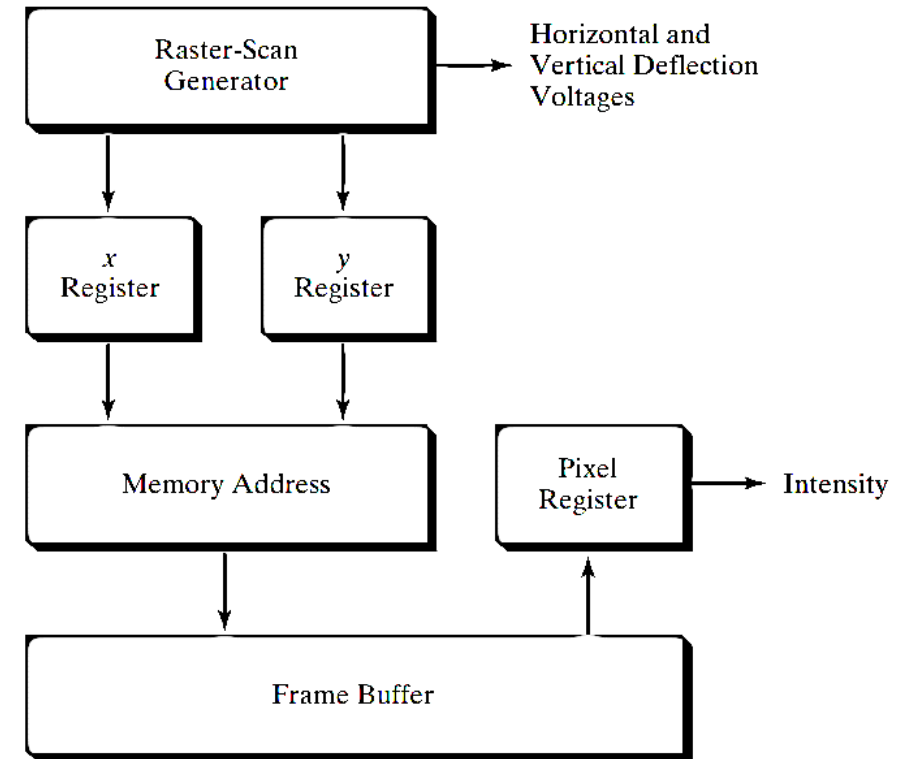 Raster-Scan
Generator
Horizontal and
Vertical Deflection
Voltages
x
Register
y
Register
Memory Address
Pixel
Register
Intensity
Frame Buffer